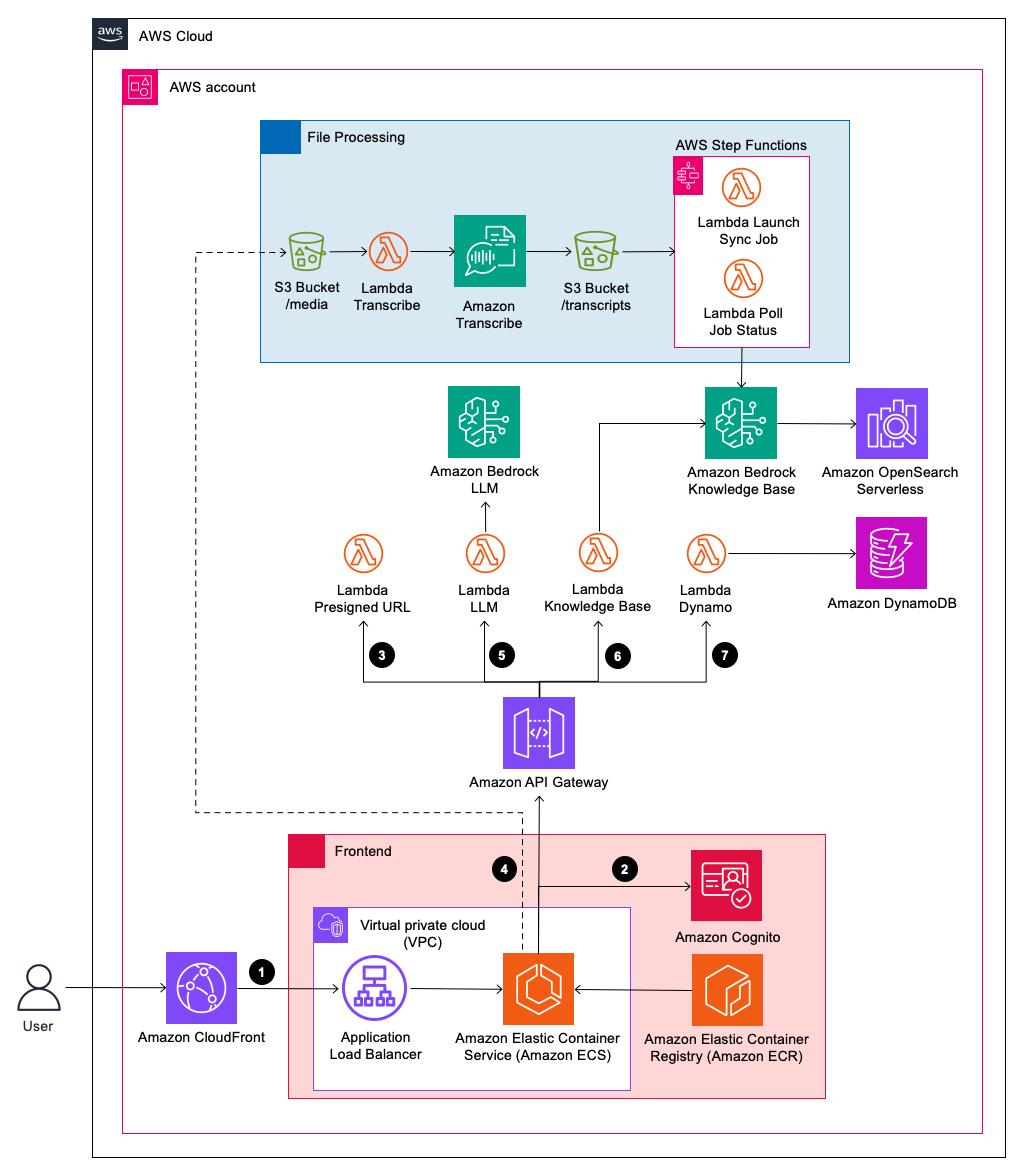 aws
AWS Cloud
AWS account
File Processing
AWS Step Functions
Lambda Launch
Sync Job
Lambda Poll
Job Status
S3 Bucket
/media
Lambda
Transcribe
Amazon
Transcribe
S3 Bucket
/transcripts
Amazon Bedrock
LLM
Amazon Bedrock
Knowledge Base
Amazon OpenSearch
Serverless
Lambda
Presigned URL
Lambda
LLM
Lambda
Knowledge Base
Lambda
Dynamo
Amazon DynamoDB
3
5
6
7
</>
Amazon API Gateway
Frontend
4
2
Amazon Cognito
Virtual private cloud
(VPC)
1
User
Amazon CloudFront
Application
Load Balancer
Amazon Elastic Container
Service (Amazon ECS)
Amazon Elastic Container
Registry (Amazon ECR)